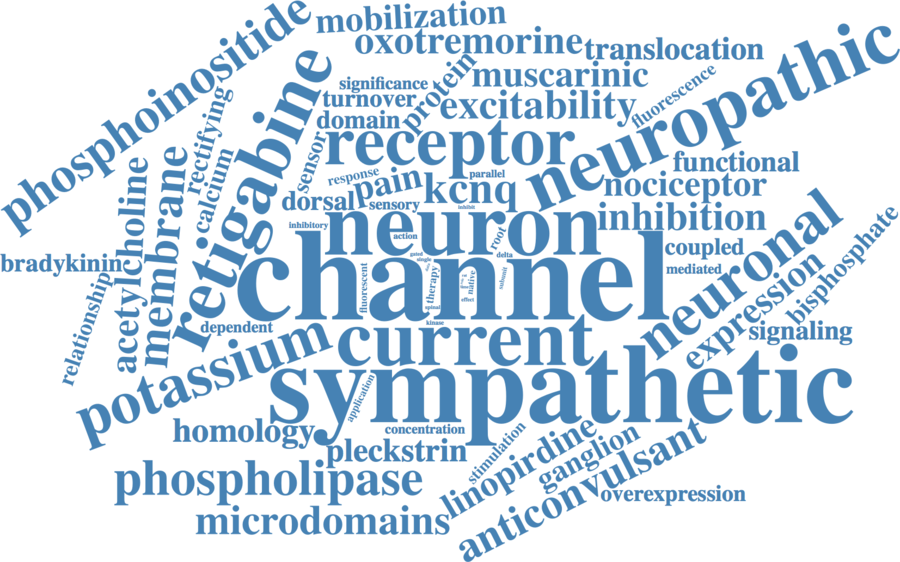 mobilization
phosphoinositide
oxotremorine
translocation
neuropathic
muscarinic
significance
protein
retigabine
turnover
excitability
fluorescence
rectifying
domain
receptor
sensor
functional
response
parallel
pain
kcnq
nociceptor
calcium
dorsal
sensory
inhibit
acetylcholine
membrane
neuron
inhibition
inhibitory
action
root
neuronal
coupled
bisphosphate
gated
single
delta
bradykinin
channel
mediated
relationship
fluorescent
therapy
native
subunit
effect
spinal
expression
dependent
kinase
signaling
potassium
current
sympathetic
application
homology
concentration
pleckstrin
stimulation
linopirdine
ganglion
anticonvulsant
phospholipase
overexpression
microdomains